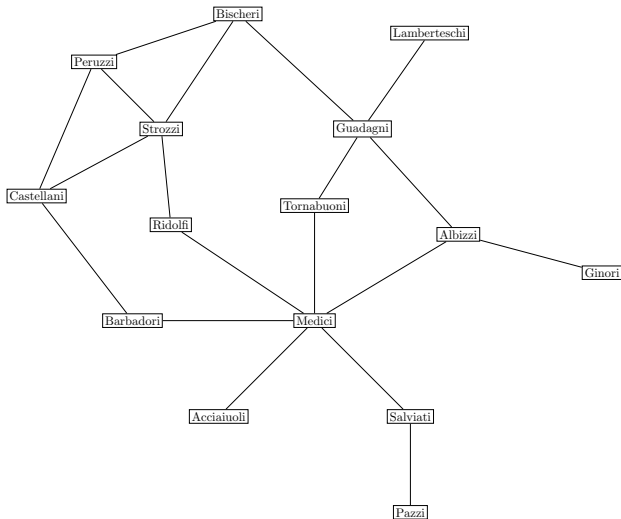 Bischeri
Lamberteschi
Peruzzi
Strozzi
Guadagni
Castellani
Tornabuoni
Ridolfi
Albizzi
Ginori
Barbadori
Medici
Acciaiuoli
Salviati
Pazzi